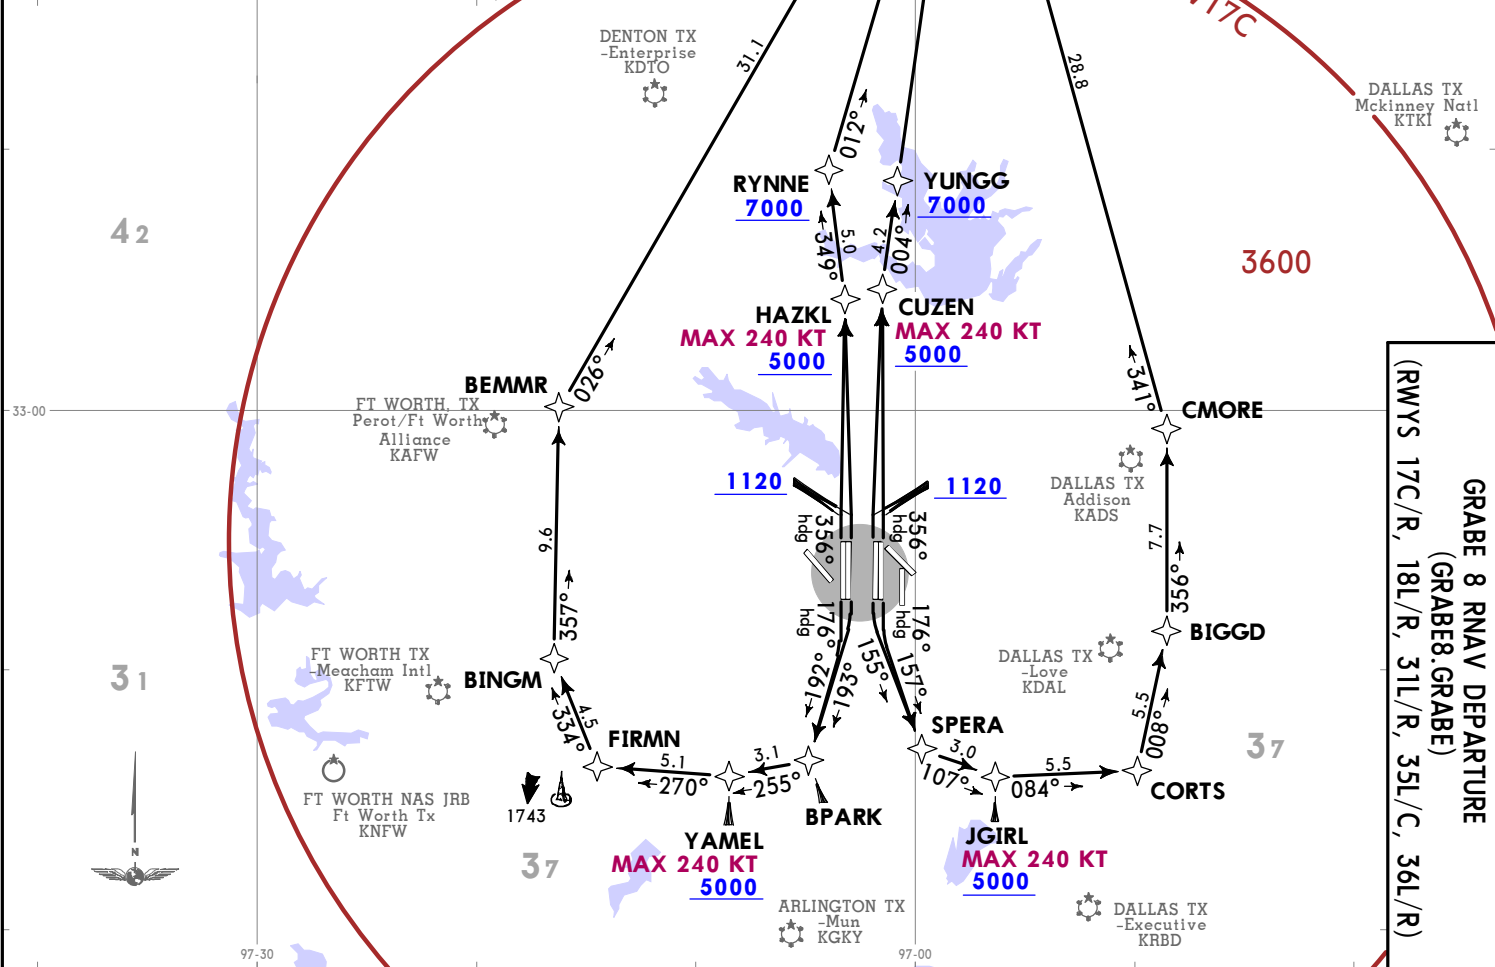 17C
DENTON TX
-Enterprise
KDTO
31.1
28.8
DALLAS TX
Mckinney Natl
KTKI
012°
RYNNE
7000
YUNGG
7000
42
349°
5.0
4.2
004°
3600
HAZKL
MAX 240 KT
5000
CUZEN
MAX 240 KT
5000
BEMMR
026°
341°
CMORE
33-00
FT WORTH, TX
Perot/Ft Worth
Alliance
KAFW
DALLAS TX
Addison
KADS
1120
1120
hdg
356°
hdg
356°
9.6
7.7
357°
356°
hdg
176°
hdg
176°
BIGGD
FT WORTH TX
-Meacham Intl
KFTW
BINGM
DALLAS TX
-Love
KDAL
31
192°
193°
155°
157°
334°
4.5
FIRMN
5.1
270°
3.1
255°
SPERA
3.0
107°
5.5
084°
5.5
008°
37
CORTS
1743
FT WORTH NAS JRB
Ft Worth Tx
KNFW
BPARK
YAMEL
MAX 240 KT
5000
JGIRL
MAX 240 KT
5000
37
N
ARLINGTON TX
-Mun
KGKY
DALLAS TX
-Executive
KRBD
97-30
97-00
GRABE 8 RNAV DEPARTURE
(GRABE8.GRABE)
(RWYS 17C/R, 18L/R, 31L/R, 35L/C, 36L/R)